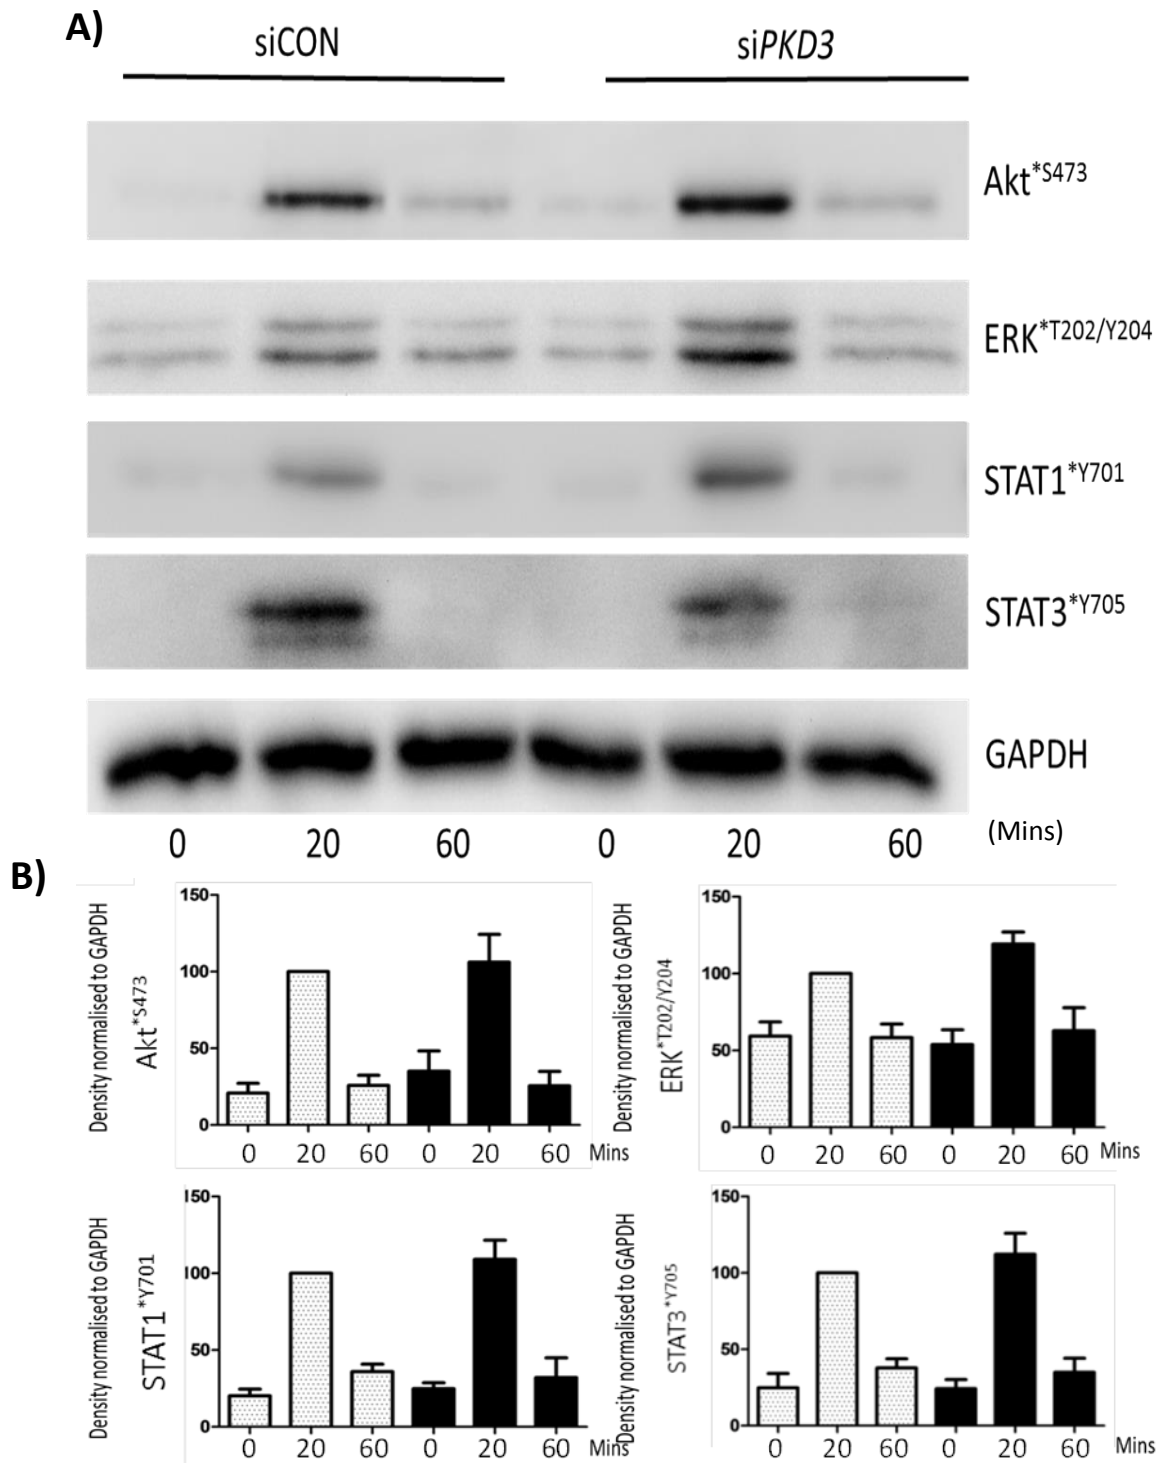 A)
siCON siPKD3
Akt*S473
ERK*T202/Y204
STAT1*Y701
STAT3*Y705
GAPDH
0 20 60 0 20 60 (Mins)
B)
Density normalised to GAPDH
Akt*S473
150
100
50
0
0 20 60 0 20 60 Mins
Density normalised to GAPDH
ERK*T202/Y204
150
100
50
0
0 20 60 0 20 60 Mins
Density normalised to GAPDH
STAT1*Y701
150
100
50
0
0 20 60 0 20 60 Mins
Density normalised to GAPDH
STAT3*Y705
150
100
50
0
0 20 60 0 20 60 Mins